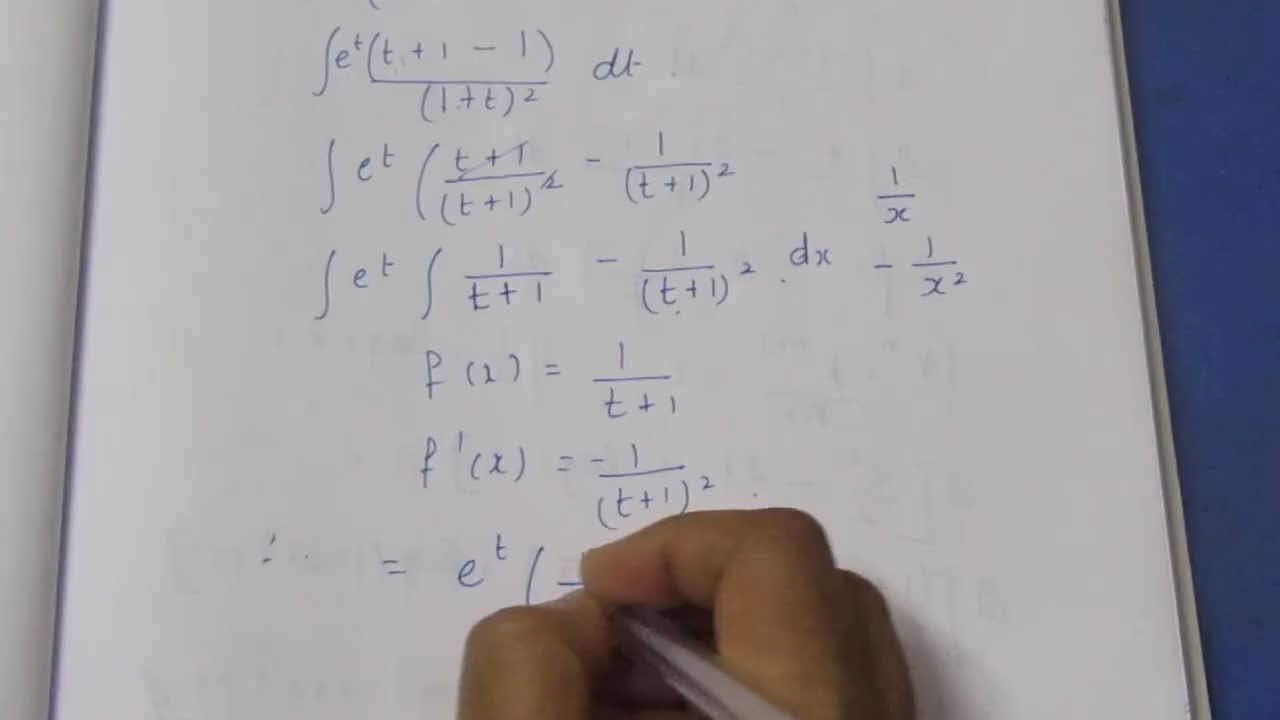 ∫e^t (t + 1 - 1)/(1+t)^2 dt
∫ e^t ( (t+1)/(t+1)^2 - 1/(t+1)^2
1/x
∫ e^t ∫ 1/(t+1) - 1/(t+1)^2 . dx
- 1/x^2
f(x) = 1/(t+1)
f'(x) = -1/(t+1)^2 .
∴ = e^t (